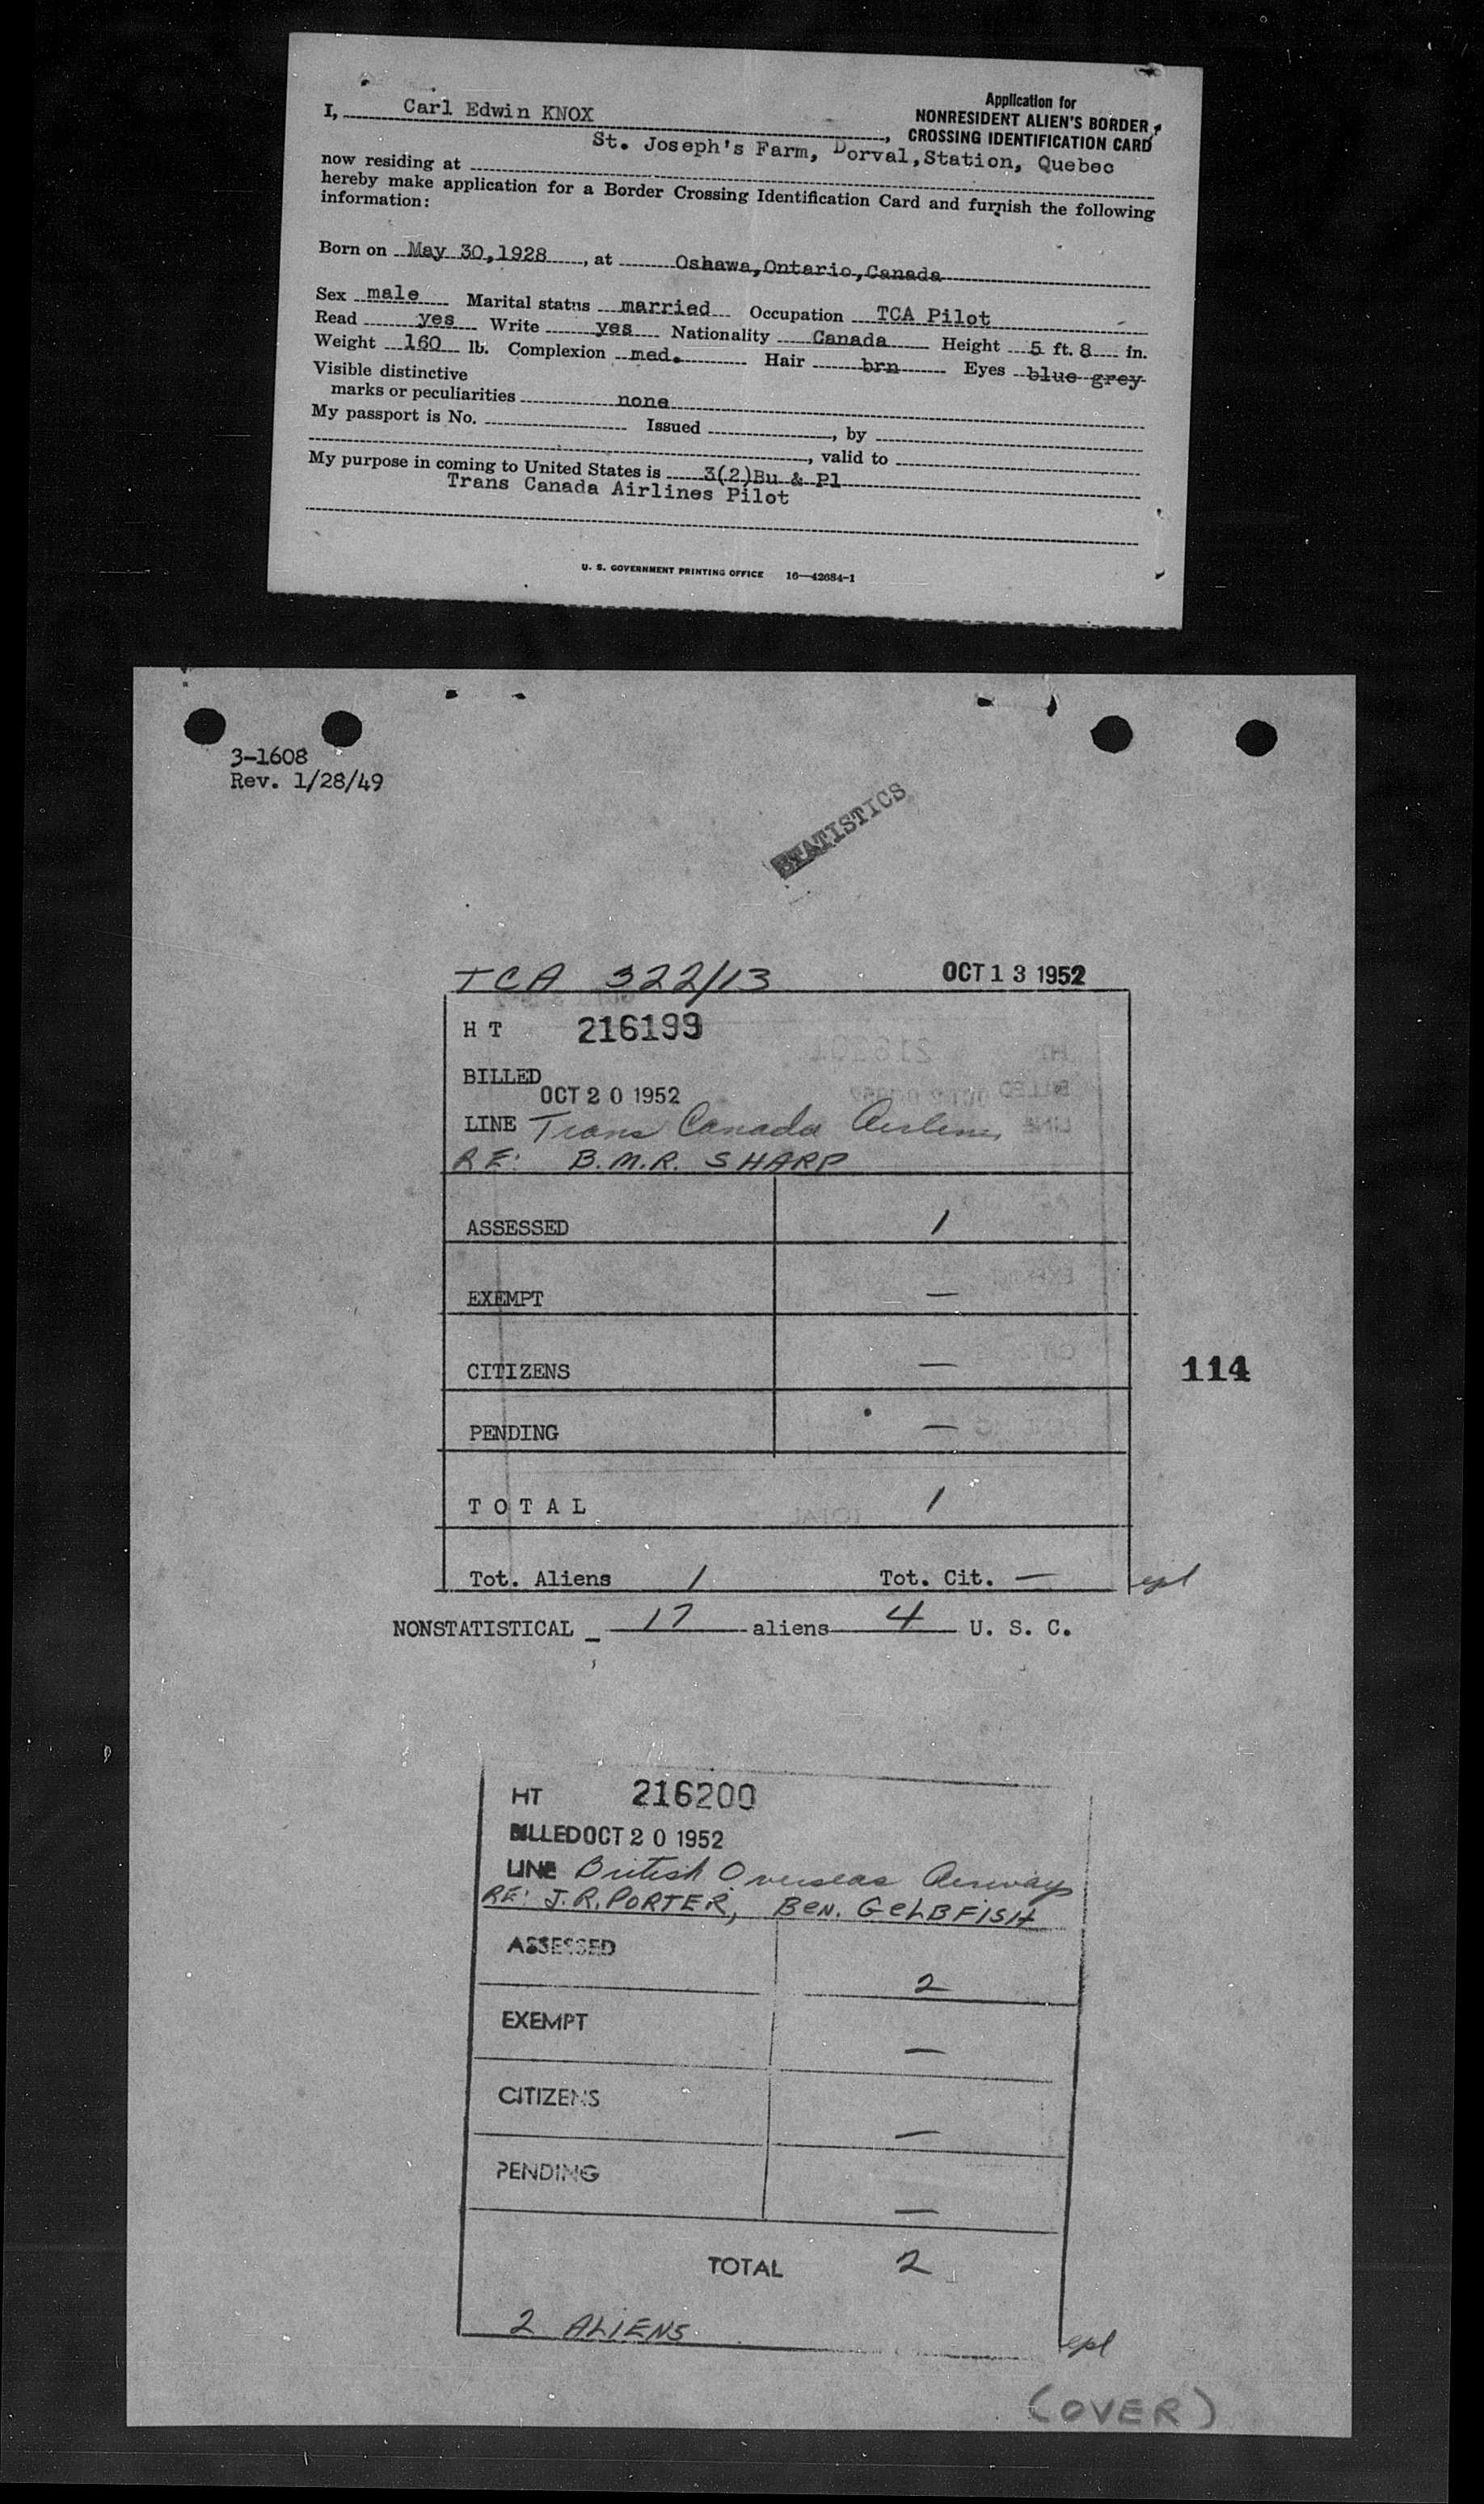 Application for
NONRESIDENT ALIEN'S BORDER
CROSSING IDENTIFICATION CARD
I, Carl Edwin KNOX,
St. Joseph's Farm, Dorval, Station, Quebec
now residing at
hereby make application for a Border Crossing Identification Card and furnish the following
information:
Born on May 30, 1928, at Oshawa, Ontario, Canada
Sex male Marital status married Occupation TCA Pilot
Read yes Write yes Nationality Canada Height 5 ft. 8 in.
Weight 160 lb. Complexion med. Hair brn Eyes blue grey
Visible distinctive
marks or peculiarities none
My passport is No. Issued , by
, valid to
My purpose in coming to United States is 3(2)Bu & Pl
Trans Canada Airlines Pilot
U. S. GOVERNMENT PRINTING OFFICE 16—42684-1
3-1608
Rev. 1/28/49
STATISTICS
TCA 322/13 OCT 13 1952
H T 216199
BILLED
OCT 20 1952
LINE Trans Canada Airlines
RE: B.M.R. SHARP
ASSESSED 1
EXEMPT —
CITIZENS —
114
PENDING —
T O T A L 1
Tot. Aliens 1 Tot. Cit. — epl
NONSTATISTICAL 17 aliens 4 U. S. C.
HT 216200
BILLED OCT 20 1952
LINE British Overseas Airways
RE: J.R. PORTER, BEN. GELBFISH
ASSESSED 2
EXEMPT —
CITIZENS —
PENDING —
TOTAL 2
2 ALIENS epl
(OVER)